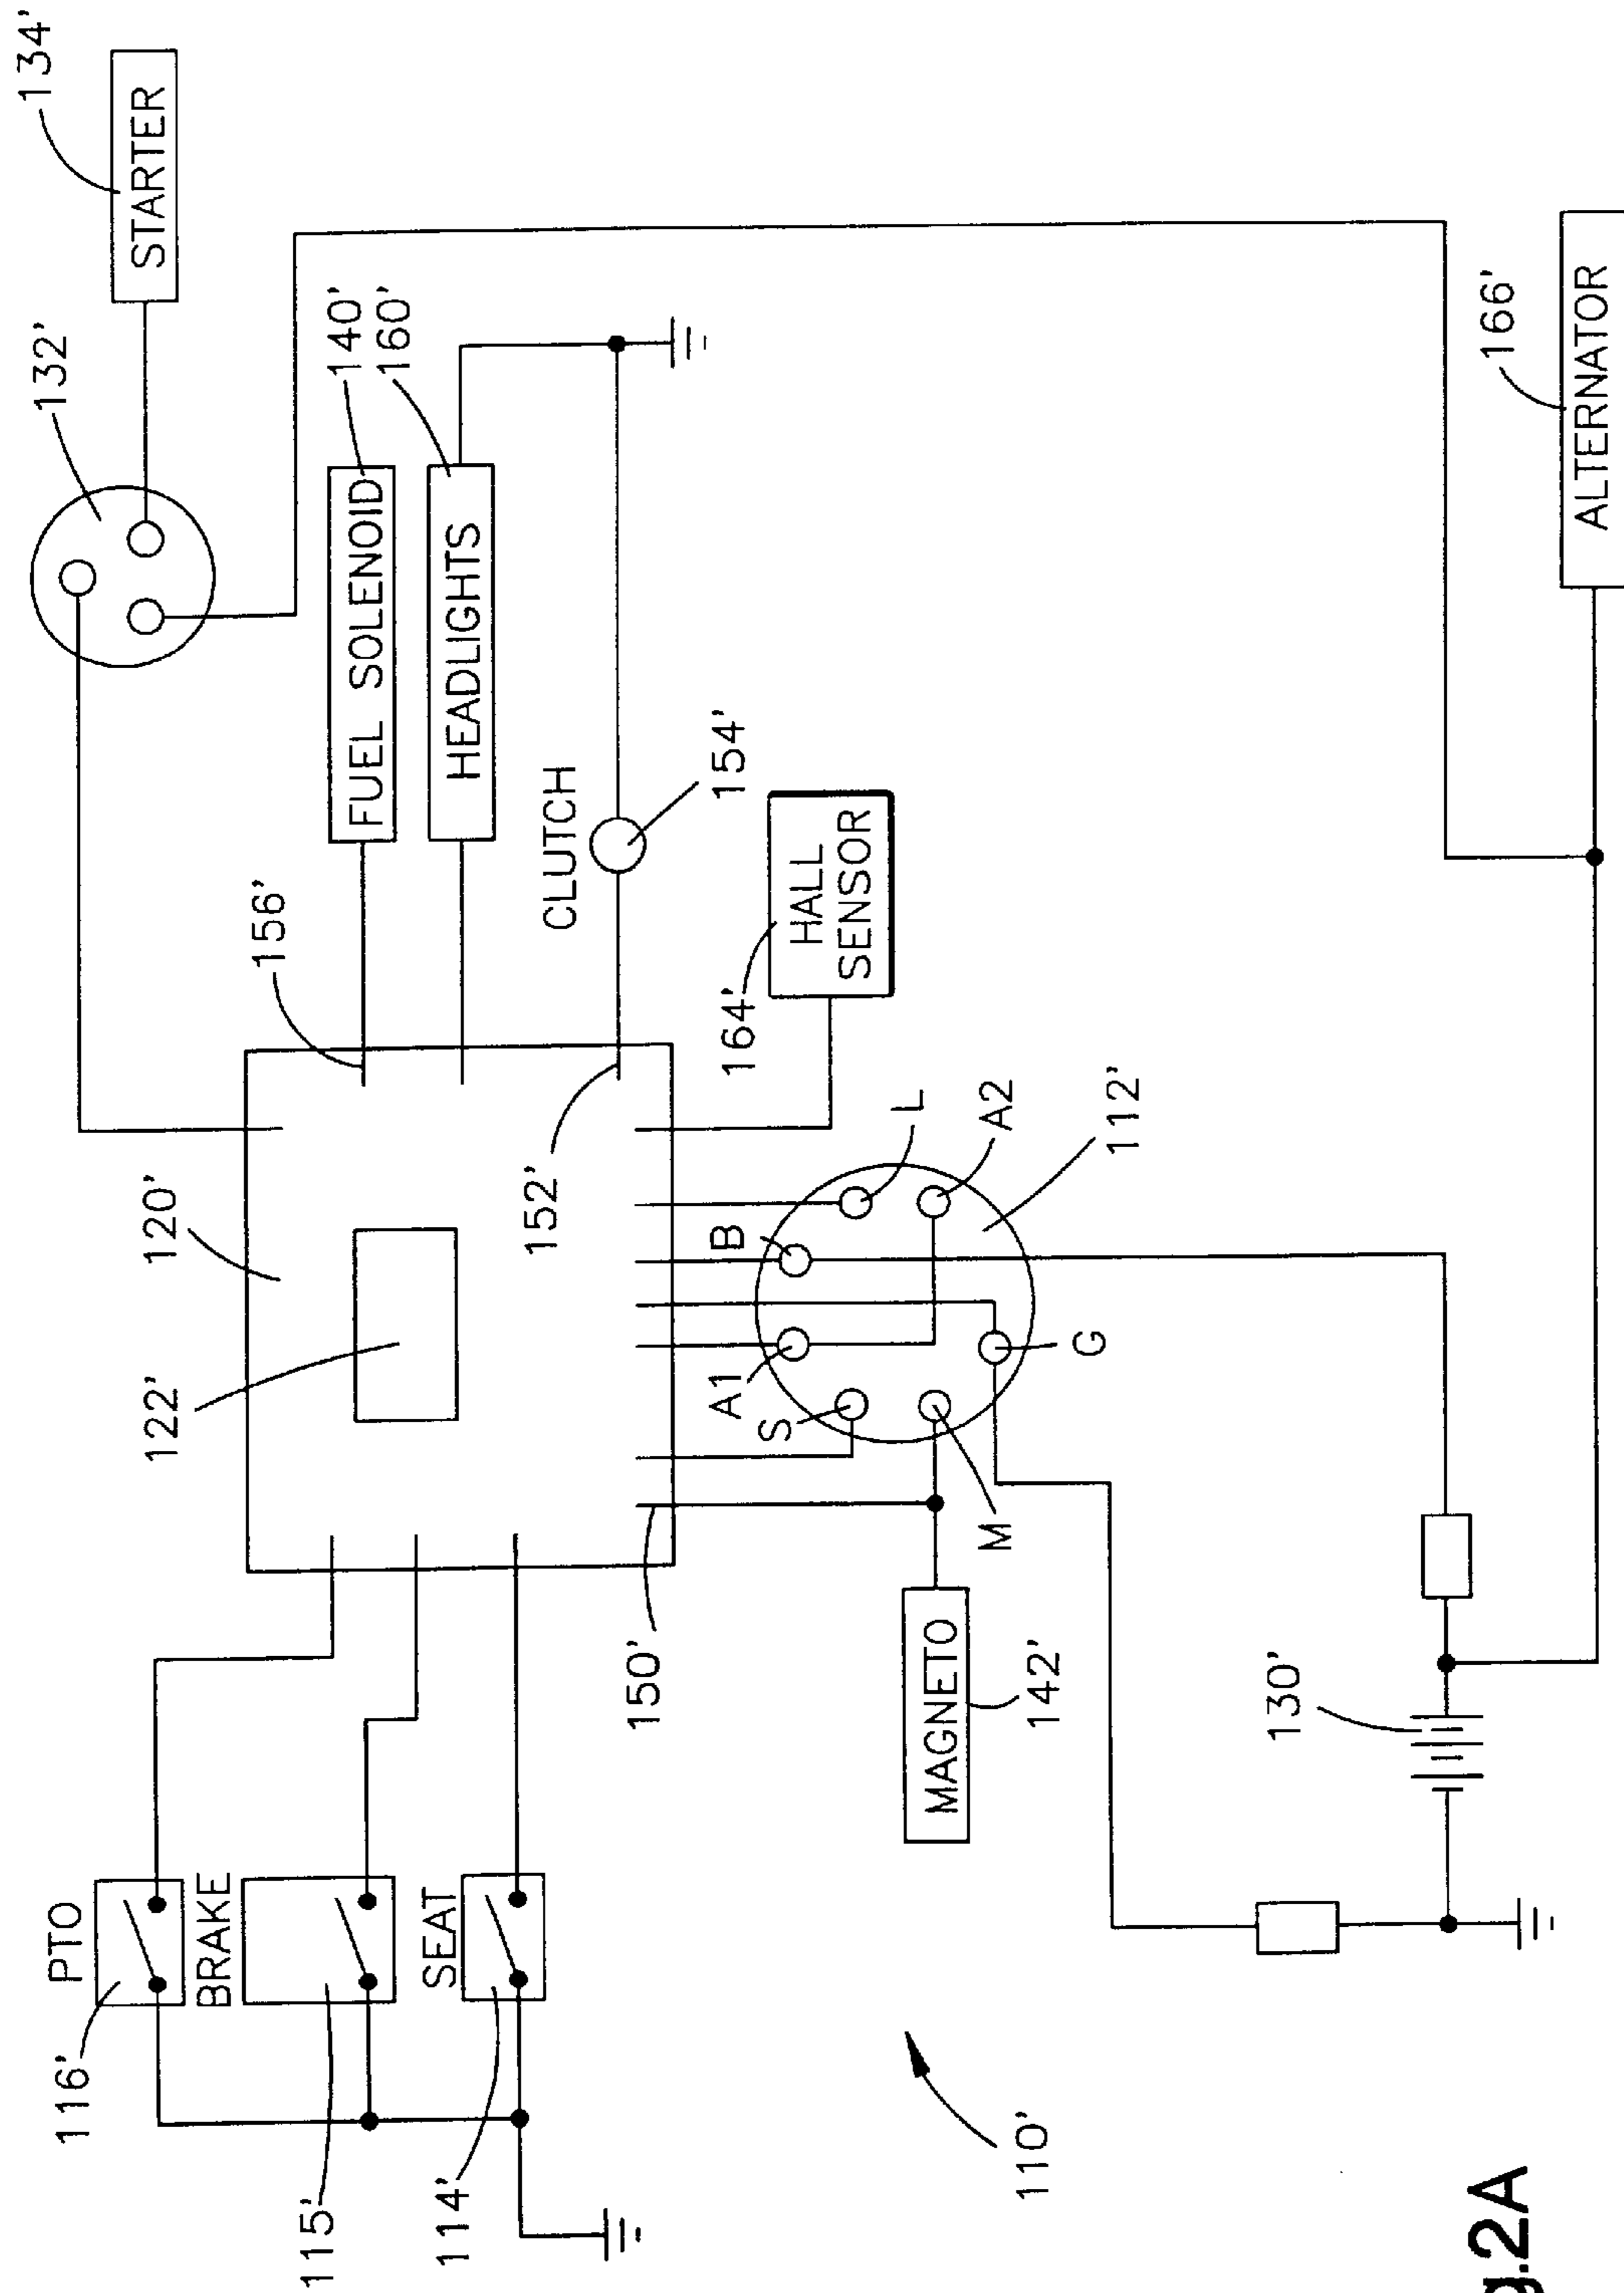 134'
STARTER
132'
140'
160'
FUEL SOLENOID
HEADLIGHTS
156'
CLUTCH
154'
HALL
SENSOR
164'
166'
ALTERNATOR
120'
122'
152'
L
A2
112'
B
A1
S
G
M
150'
MAGNETO
142'
130'
PTO
BRAKE
SEAT
116'
115'
114'
110'
g.2A